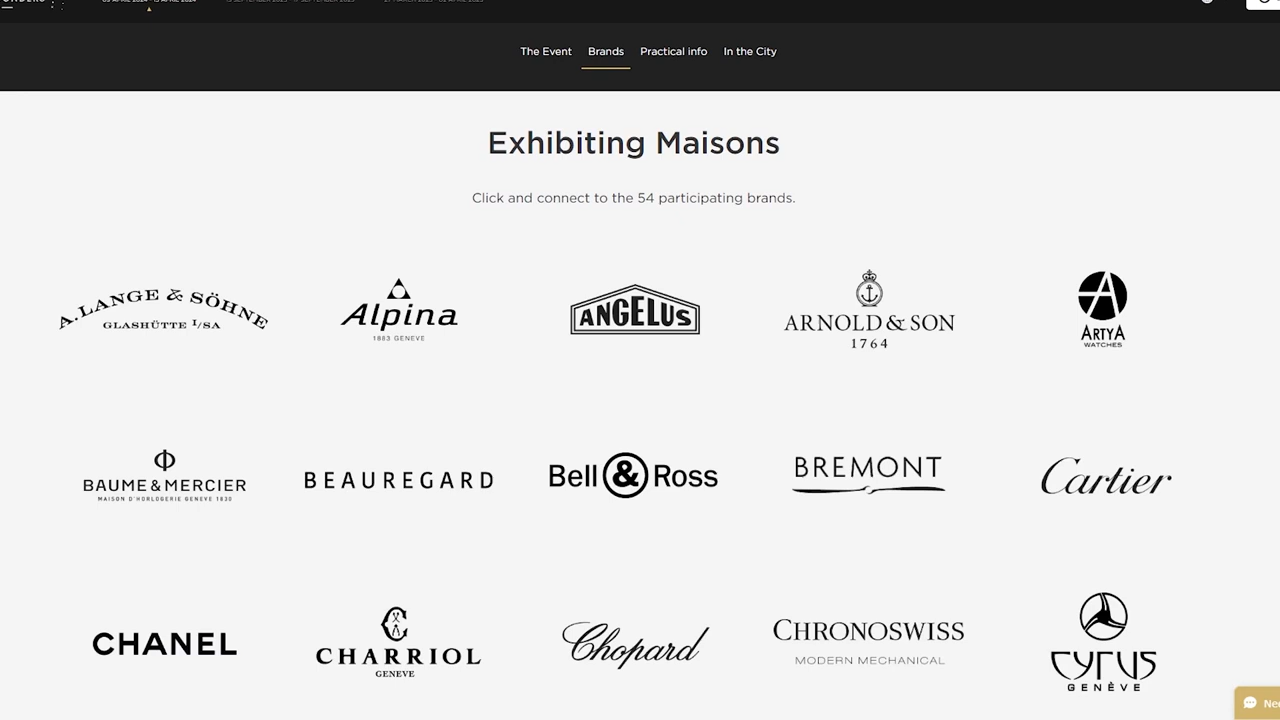 The Event Brands Practical info In the City
Exhibiting Maisons
Click and connect to the 54 participating brands.
A. LANGE & SÖHNE
GLASHÜTTE I/SA
Alpina
1883 GENEVE
ANGELUS
ARNOLD & SON
1764
ARTYA
WATCHES
BAUME & MERCIER
MAISON D'HORLOGERIE GENEVE 1830
BEAUREGARD
Bell & Ross
BREMONT
Cartier
CHANEL
CHARRIOL
GENEVE
Chopard
CHRONOSWISS
MODERN MECHANICAL
CYRUS
GENÈVE